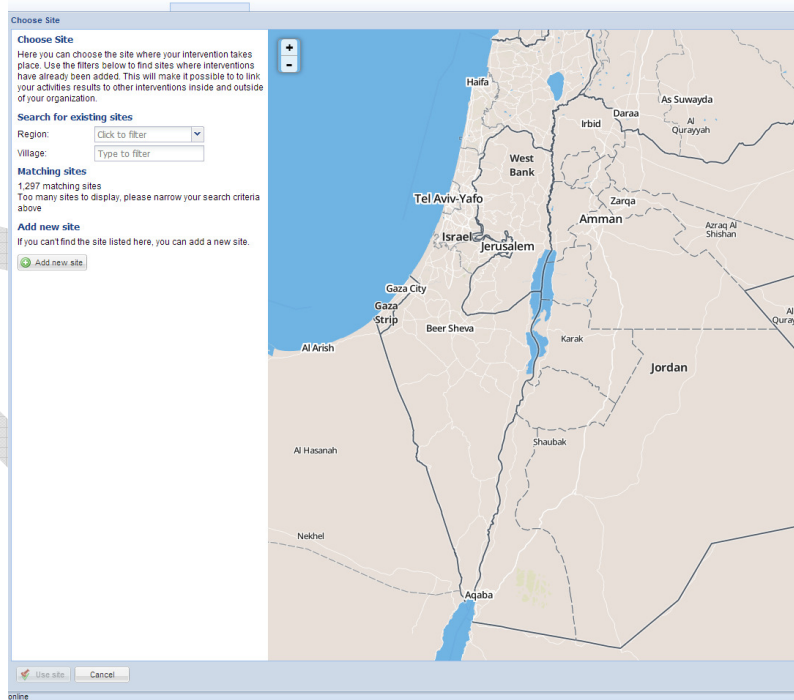 Choose Site
Choose Site
Here you can choose the site where your intervention takes
place. Use the filters below to find sites where interventions
have already been added. This will make it possible to to link
your activities results to other interventions inside and outside
of your organization.
Search for existing sites
Region: Click to filter
Village: Type to filter
Matching sites
1,297 matching sites
Too many sites to display, please narrow your search criteria
above
Add new site
If you can't find the site listed here, you can add a new site.
Add new site
+
-
Haifa
As Suwayda
Daraa
Irbid
Al
Qurayyah
West
Bank
Tel Aviv-Yafo
Zarqa
Amman
Azraq Al
Shishan
Israel
Jerusalem
Gaza City
Gaza
Strip
Beer Sheva
Al
Quray
Karak
Al Arish
Jordan
Shaubak
Al Hasanah
Nekhel
Aqaba
Use site
Cancel
online